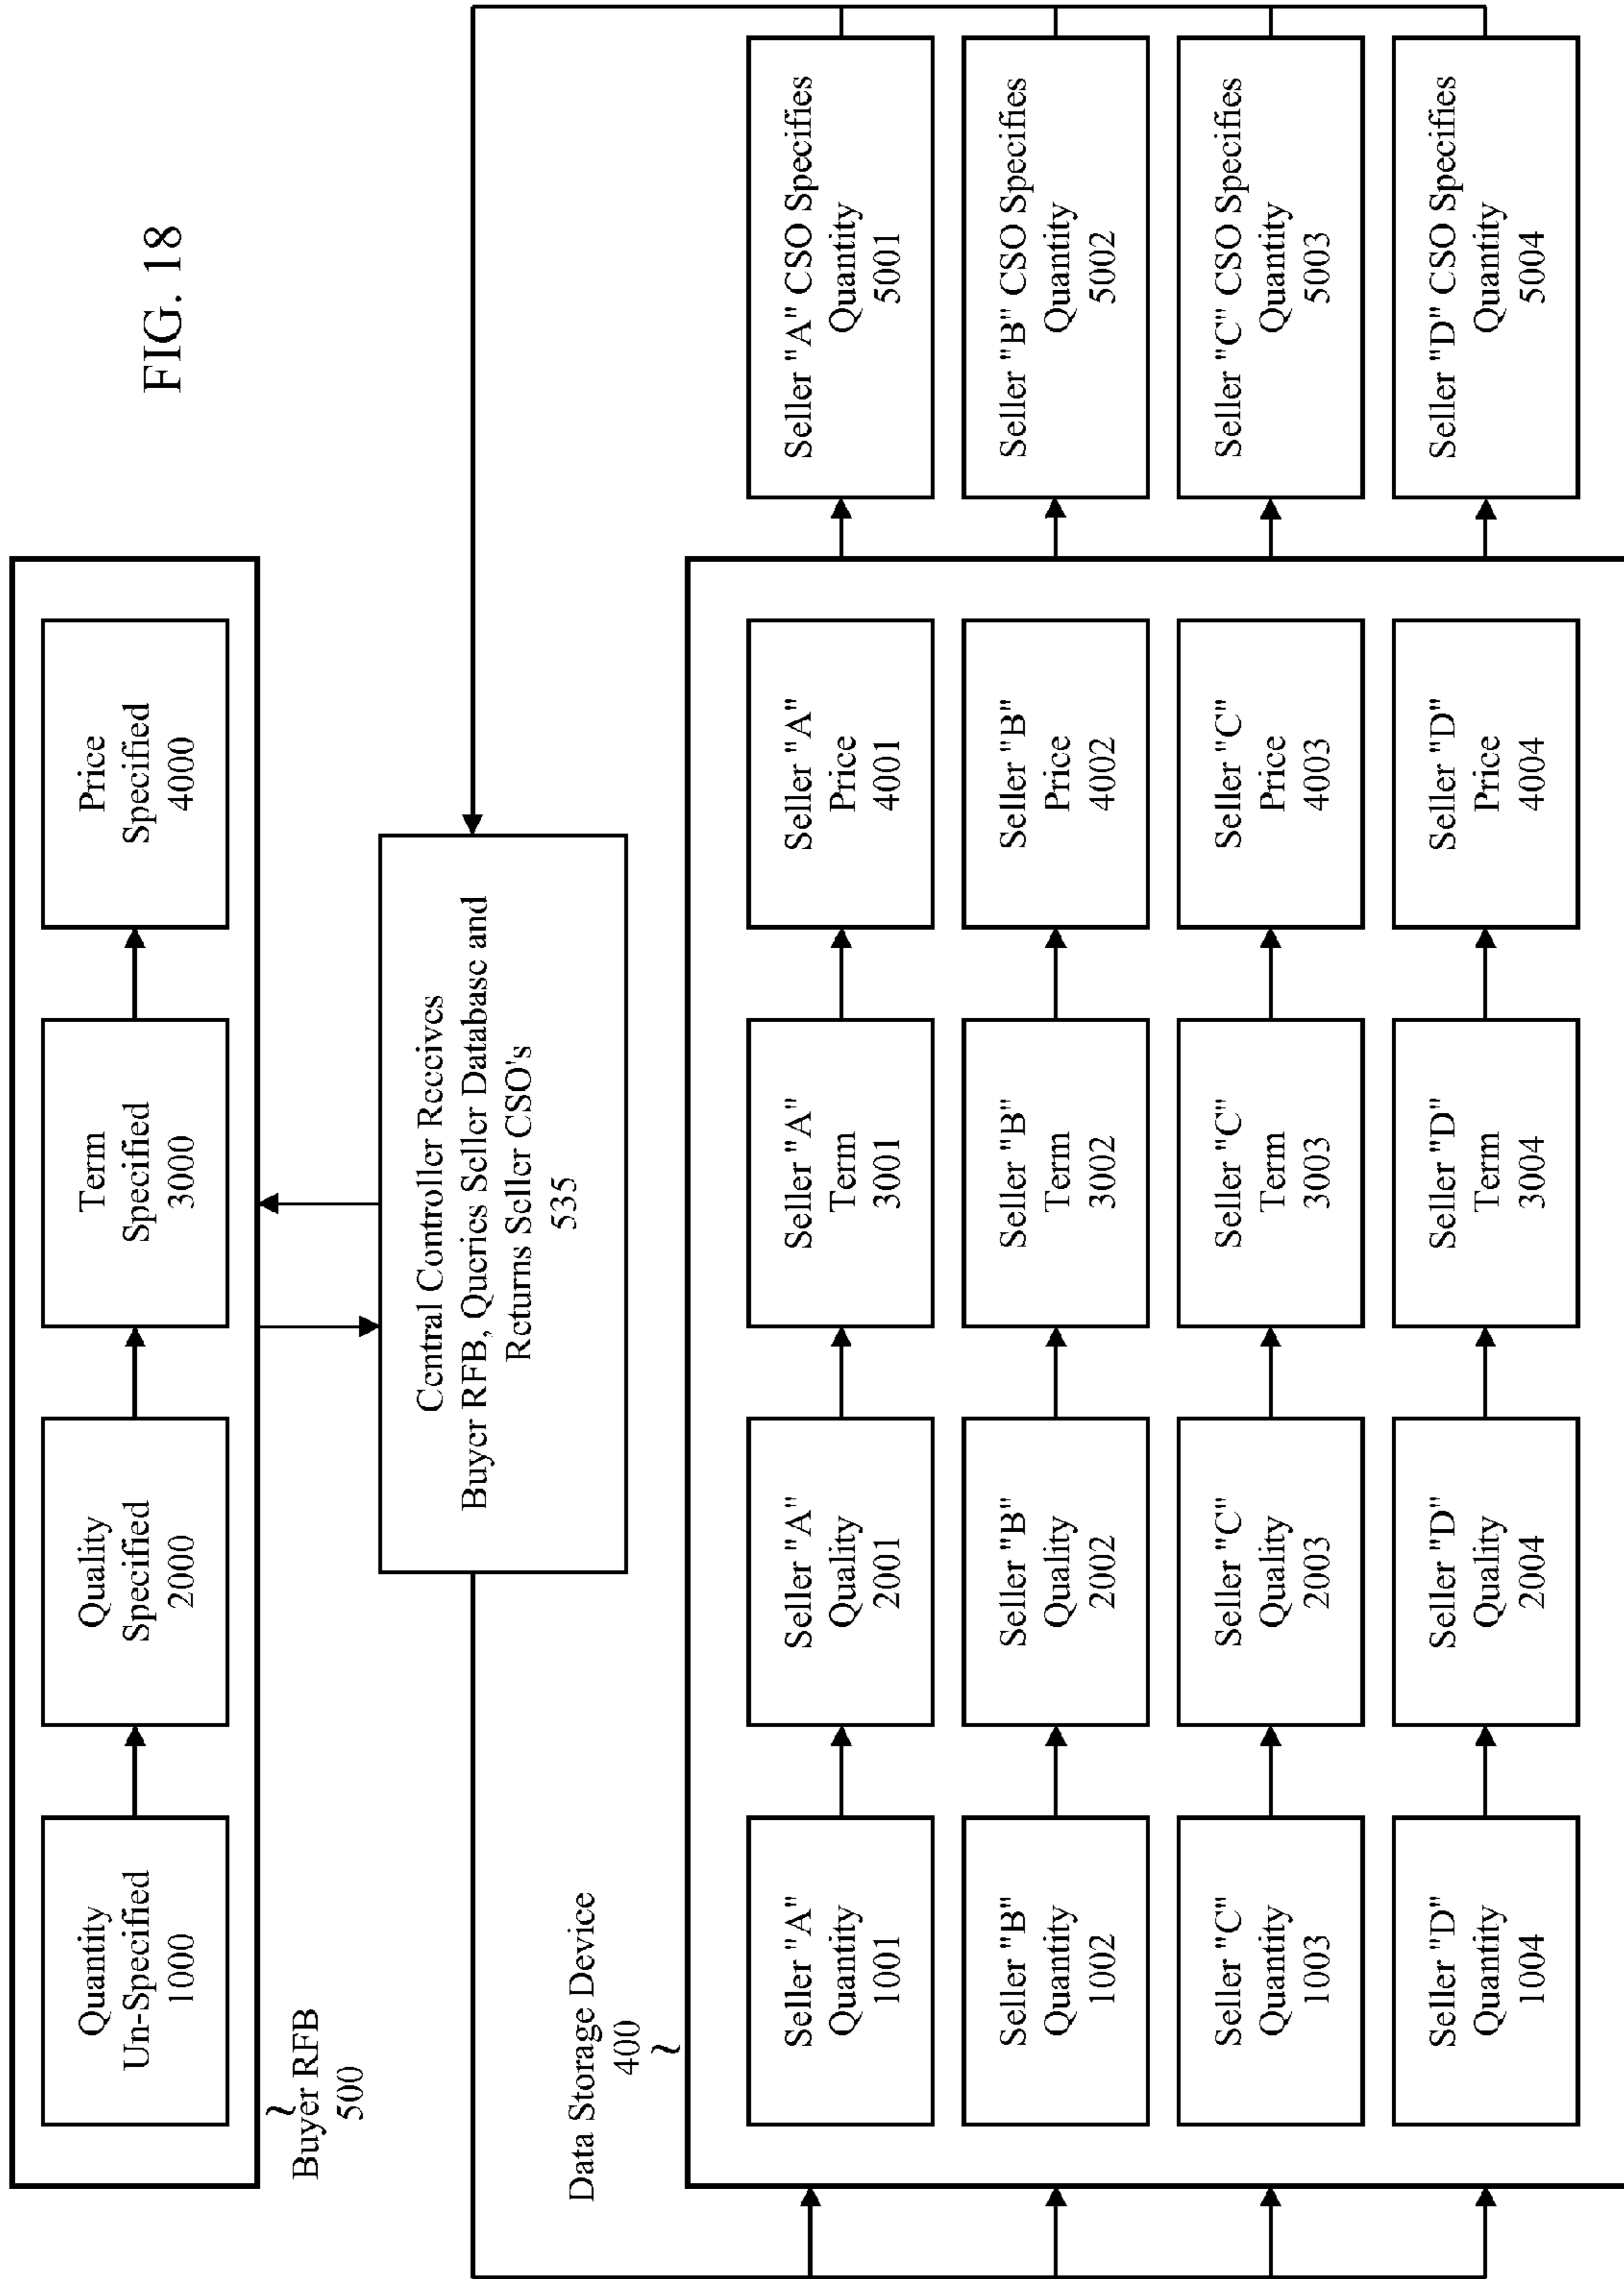 FIG. 18
Quantity
Un-Specified
1000
Quality
Specified
2000
Term
Specified
3000
Price
Specified
4000
Buyer RFB
500
Central Controller Receives
Buyer RFB, Queries Seller Database and
Returns Seller CSO's
535
Data Storage Device
400
Seller "A"
Quantity
1001
Seller "A"
Quality
2001
Seller "A"
Term
3001
Seller "A"
Price
4001
Seller "A" CSO Specifies
Quantity
5001
Seller "B"
Quantity
1002
Seller "B"
Quality
2002
Seller "B"
Term
3002
Seller "B"
Price
4002
Seller "B" CSO Specifies
Quantity
5002
Seller "C"
Quantity
1003
Seller "C"
Quality
2003
Seller "C"
Term
3003
Seller "C"
Price
4003
Seller "C" CSO Specifies
Quantity
5003
Seller "D"
Quantity
1004
Seller "D"
Quality
2004
Seller "D"
Term
3004
Seller "D"
Price
4004
Seller "D" CSO Specifies
Quantity
5004